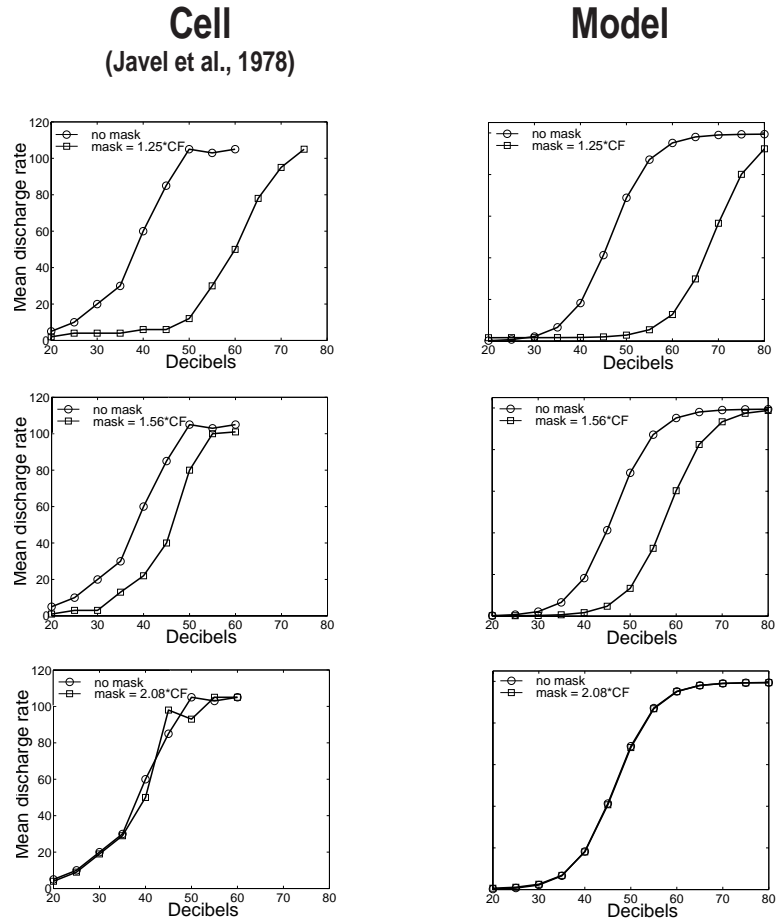 Cell
(Javel et al., 1978)
Model
120
100
80
60
40
20
0
Mean discharge rate
no mask
mask = 1.25*CF
20 30 40 50 60 70 80
Decibels
no mask
mask = 1.25*CF
20 30 40 50 60 70 80
Decibels
120
100
80
60
40
20
0
Mean discharge rate
no mask
mask = 1.56*CF
20 30 40 50 60 70 80
Decibels
no mask
mask = 1.56*CF
20 30 40 50 60 70 80
Decibels
120
100
80
60
40
20
0
Mean discharge rate
no mask
mask = 2.08*CF
20 30 40 50 60 70 80
Decibels
no mask
mask = 2.08*CF
20 30 40 50 60 70 80
Decibels